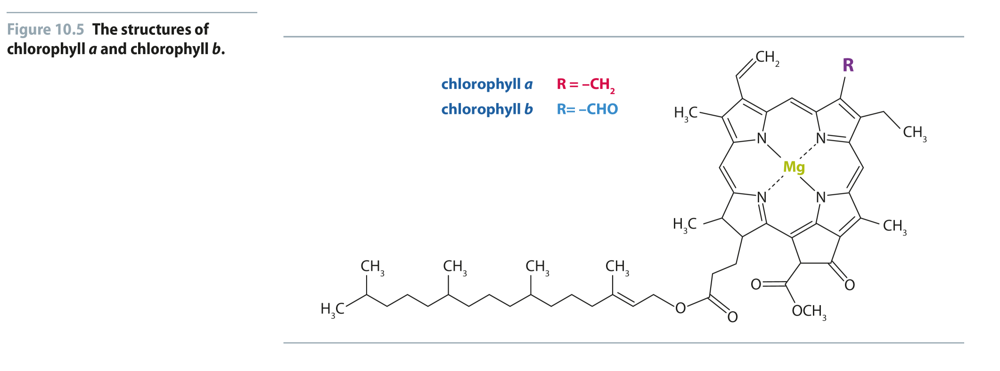 Figure 10.5 The structures of
chlorophyll a and chlorophyll b.
chlorophyll a R = –CH₂
chlorophyll b R= –CHO
CH₂
R
H₃C
CH₃
N
N
Mg
N
N
H₃C
CH₃
CH₃
CH₃
CH₃
CH₃
O
O
H₃C
O
O
OCH₃